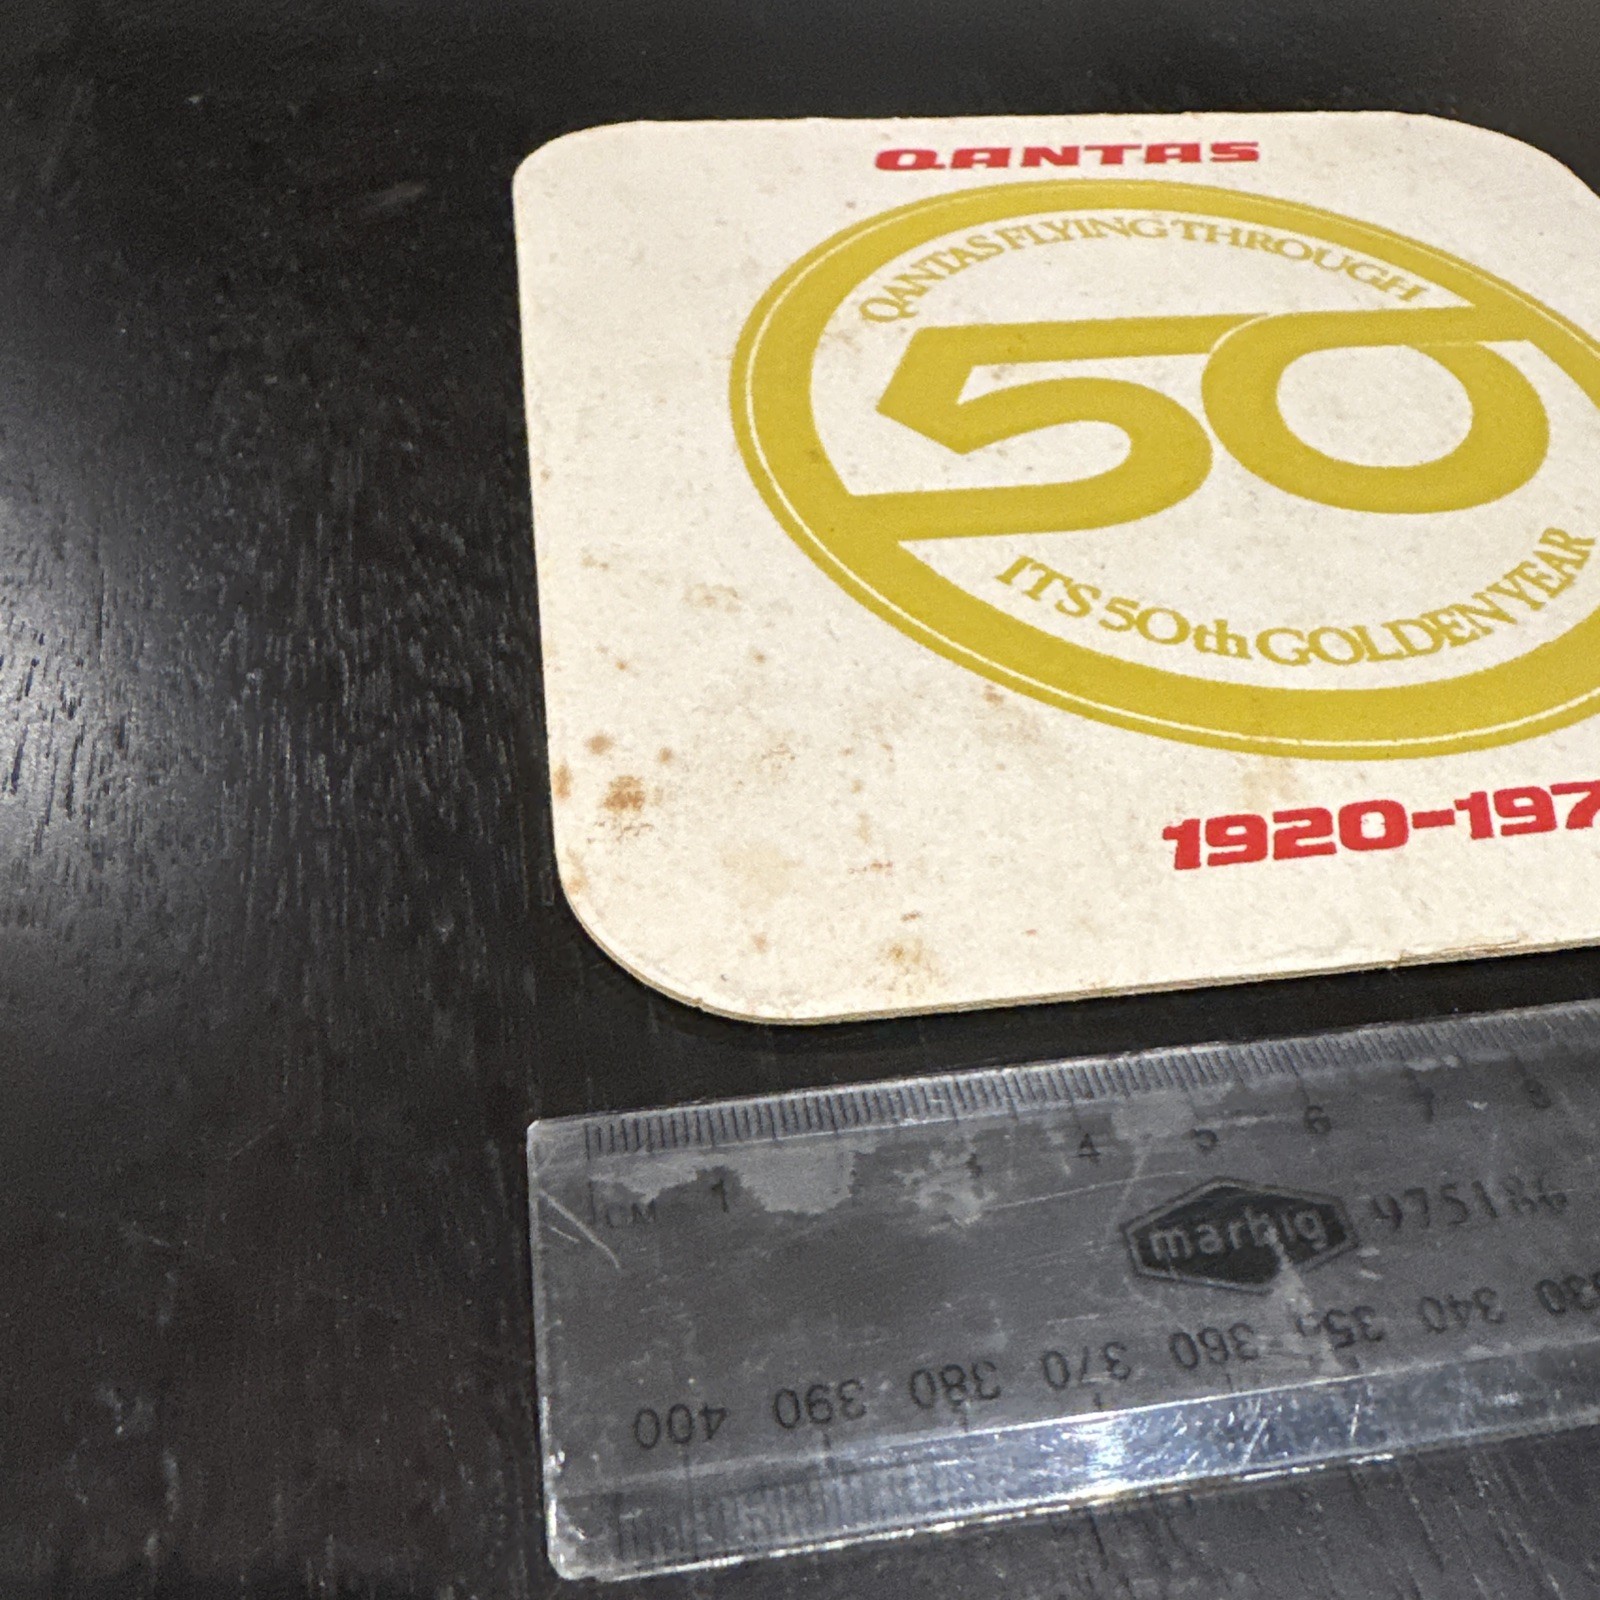 QANTAS
QANTAS FLYING THROUGH
50
ITS 50th GOLDEN YEAR
1920-197
4 5 6 7 8
CM 1
marbig 975186
400 390 380 370 360 350 340 330